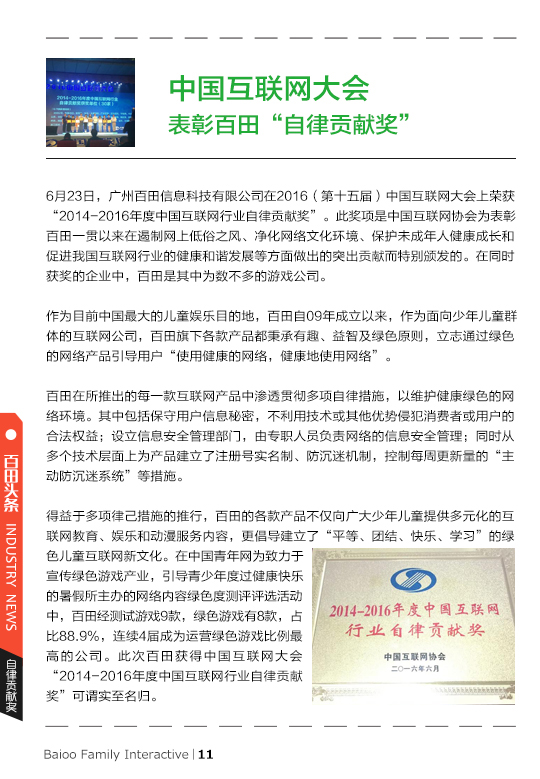 2014-2016年度中国互联网行业
自律贡献奖获奖单位（30家）
中国互联网大会
表彰百田“自律贡献奖”
6月23日，广州百田信息科技有限公司在2016（第十五届）中国互联网大会上荣获
“2014-2016年度中国互联网行业自律贡献奖”。此奖项是中国互联网协会为表彰
百田一贯以来在遏制网上低俗之风、净化网络文化环境、保护未成年人健康成长和
促进我国互联网行业的健康和谐发展等方面做出的突出贡献而特别颁发的。在同时
获奖的企业中，百田是其中为数不多的游戏公司。
作为目前中国最大的儿童娱乐目的地，百田自09年成立以来，作为面向少年儿童群
体的互联网公司，百田旗下各款产品都秉承有趣、益智及绿色原则，立志通过绿色
的网络产品引导用户“使用健康的网络，健康地使用网络”。
百田在所推出的每一款互联网产品中渗透贯彻多项自律措施，以维护健康绿色的网
络环境。其中包括保守用户信息秘密，不利用技术或其他优势侵犯消费者或用户的
合法权益；设立信息安全管理部门，由专职人员负责网络的信息安全管理；同时从
多个技术层面上为产品建立了注册号实名制、防沉迷机制，控制每周更新量的“主
动防沉迷系统”等措施。
得益于多项律己措施的推行，百田的各款产品不仅向广大少年儿童提供多元化的互
联网教育、娱乐和动漫服务内容，更倡导建立了“平等、团结、快乐、学习”的绿
色儿童互联网新文化。在中国青年网为致力于
宣传绿色游戏产业，引导青少年度过健康快乐
的暑假所主办的网络内容绿色度测评评选活动
中，百田经测试游戏9款，绿色游戏有8款，占
比88.9%，连续4届成为运营绿色游戏比例最
高的公司。此次百田获得中国互联网大会
“2014-2016年度中国互联网行业自律贡献
奖”可谓实至名归。
2014-2016年度中国互联网
行业自律贡献奖
中国互联网协会
二〇一六年六月
百田头条
INDUSTRY NEWS
自律贡献奖
Baioo Family Interactive | 11